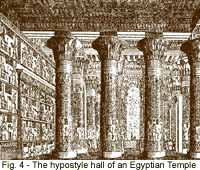 Fig. 4 - The hypostyle hall of an Egyptian Temple